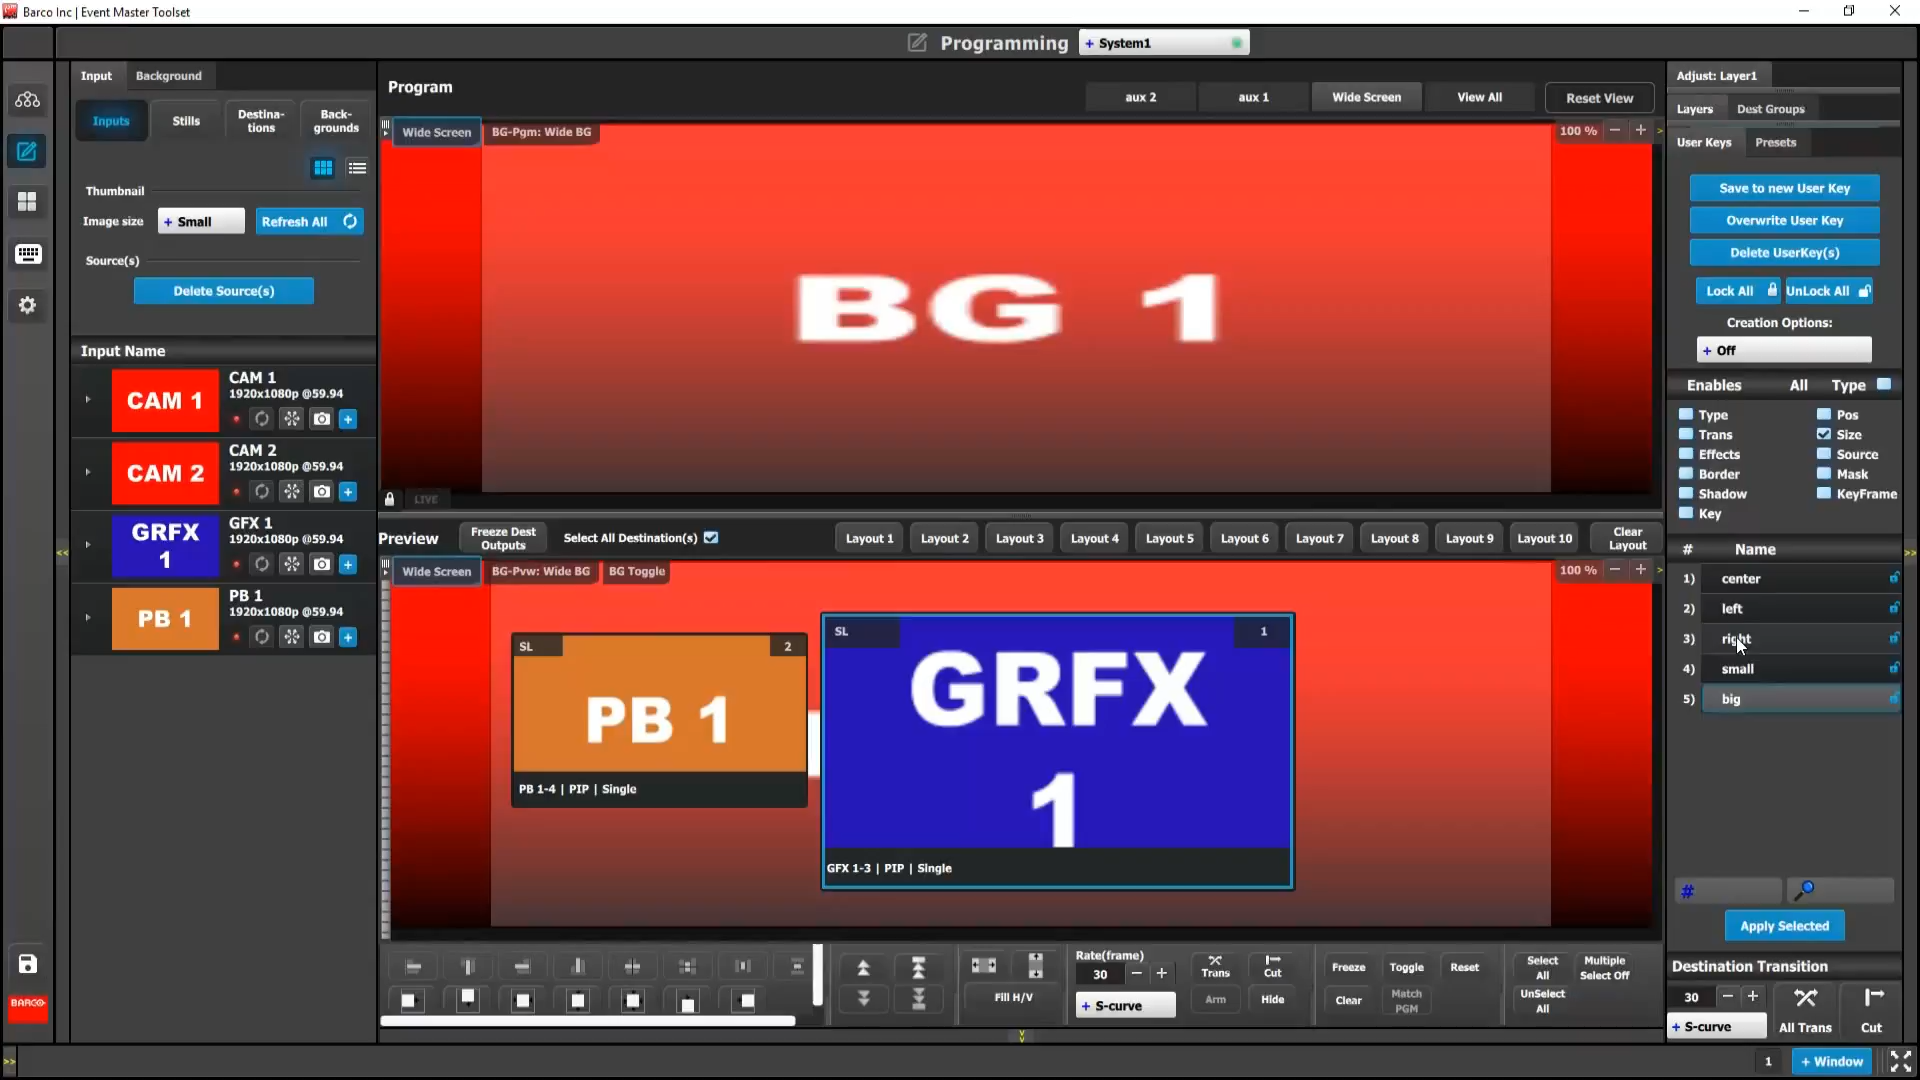 Barco Inc | Event Master Toolset
Programming
+ System1
Input
Background
Inputs
Stills
Destina-
tions
Back-
grounds
Thumbnail
Image size
+ Small
Refresh All
Source(s)
Delete Source(s)
Input Name
CAM 1
CAM 1
1920x1080p @59.94
CAM 2
CAM 2
1920x1080p @59.94
GRFX
1
GFX 1
1920x1080p @59.94
PB 1
PB 1
1920x1080p @59.94
BARCO
Program
aux 2
aux 1
Wide Screen
View All
Reset View
Wide Screen
BG-Pgm: Wide BG
100 %
BG 1
LIVE
Preview
Freeze Dest
Outputs
Select All Destination(s)
Layout 1
Layout 2
Layout 3
Layout 4
Layout 5
Layout 6
Layout 7
Layout 8
Layout 9
Layout 10
Clear
Layout
Wide Screen
BG-Pvw: Wide BG
BG Toggle
100 %
SL
2
PB 1
PB 1-4 | PIP | Single
SL
1
GRFX
1
GFX 1-3 | PIP | Single
Fill H/V
Rate(frame)
30
+ S-curve
Trans
Cut
Arm
Hide
Freeze
Toggle
Reset
Clear
Match
PGM
Select
All
Multiple
Select Off
UnSelect
All
Adjust: Layer1
Layers
Dest Groups
User Keys
Presets
Save to new User Key
Overwrite User Key
Delete UserKey(s)
Lock All
UnLock All
Creation Options:
+ Off
Enables
All
Type
Type
Pos
Trans
Size
Effects
Source
Border
Mask
Shadow
KeyFrame
Key
#
Name
1) center
2) left
3) right
4) small
5) big
#
Apply Selected
Destination Transition
30
+ S-curve
All Trans
Cut
1
+ Window